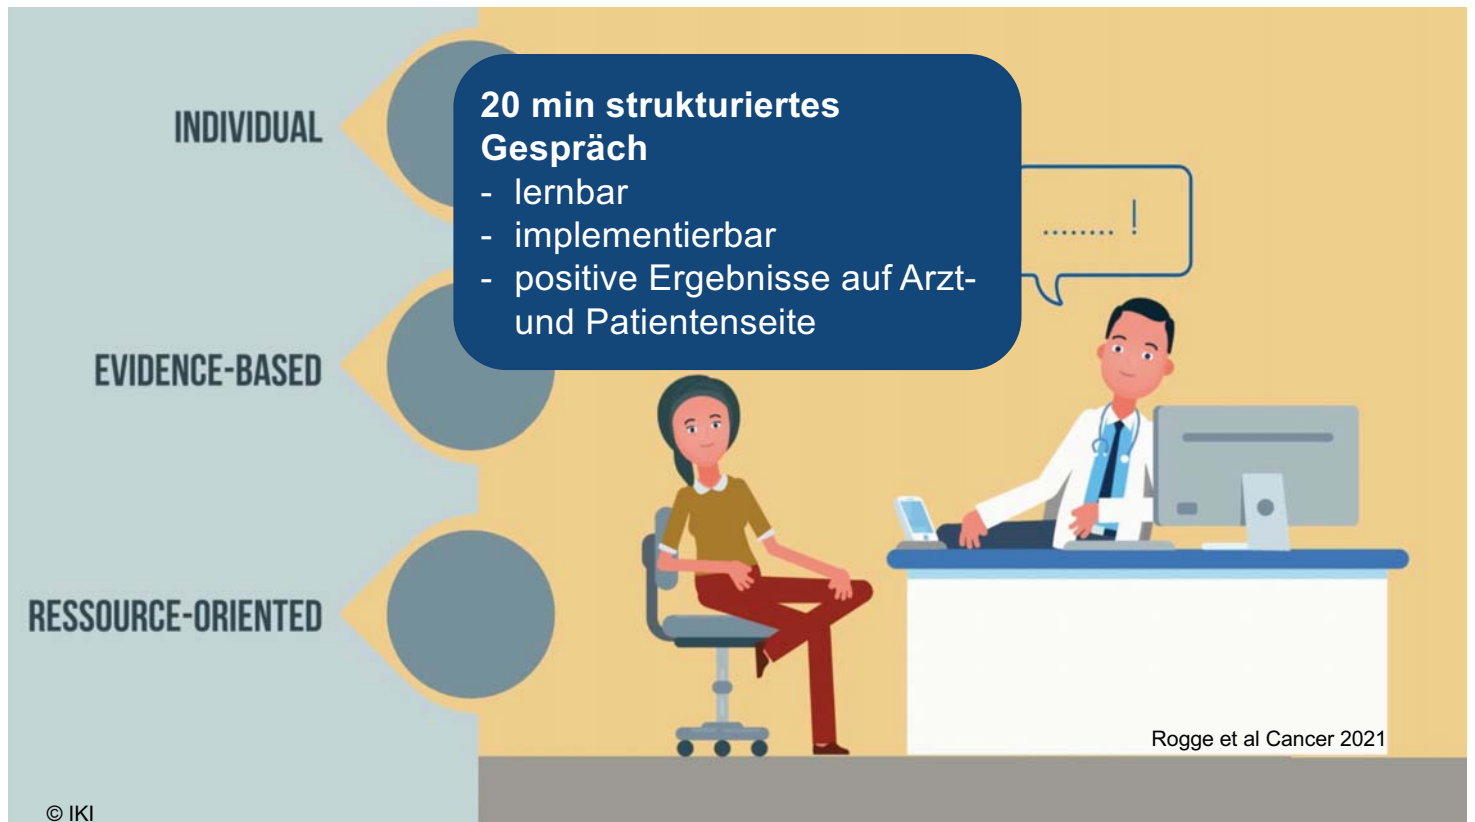 INDIVIDUAL
20 min strukturiertes
Gespräch
- lernbar
- implementierbar
- positive Ergebnisse auf Arzt-
und Patientenseite
........ !
EVIDENCE-BASED
RESSOURCE-ORIENTED
Rogge et al Cancer 2021
© IKI